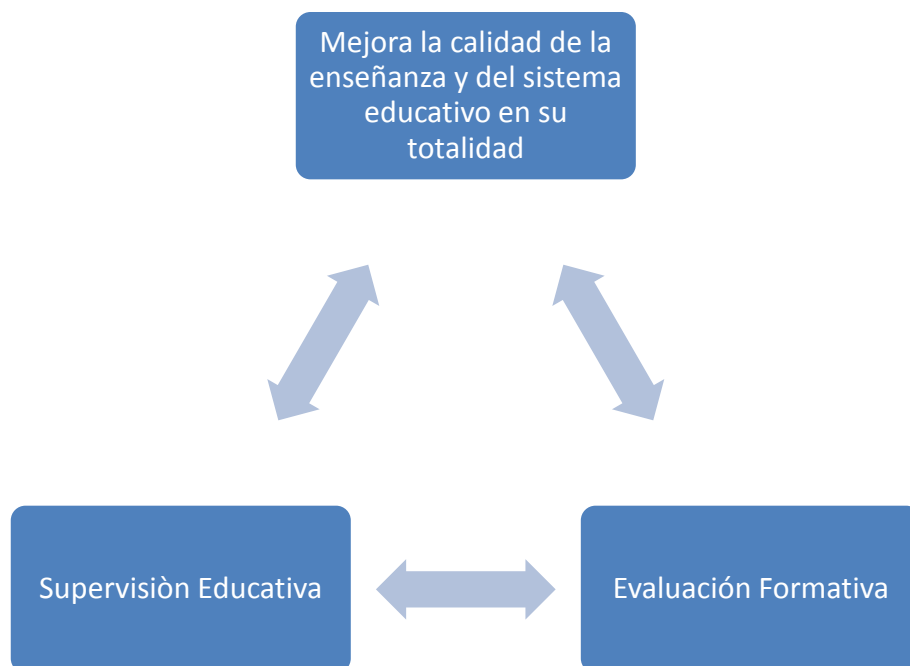 Mejora la calidad de la
enseñanza y del sistema
educativo en su
totalidad
Supervisiòn Educativa
Evaluación Formativa